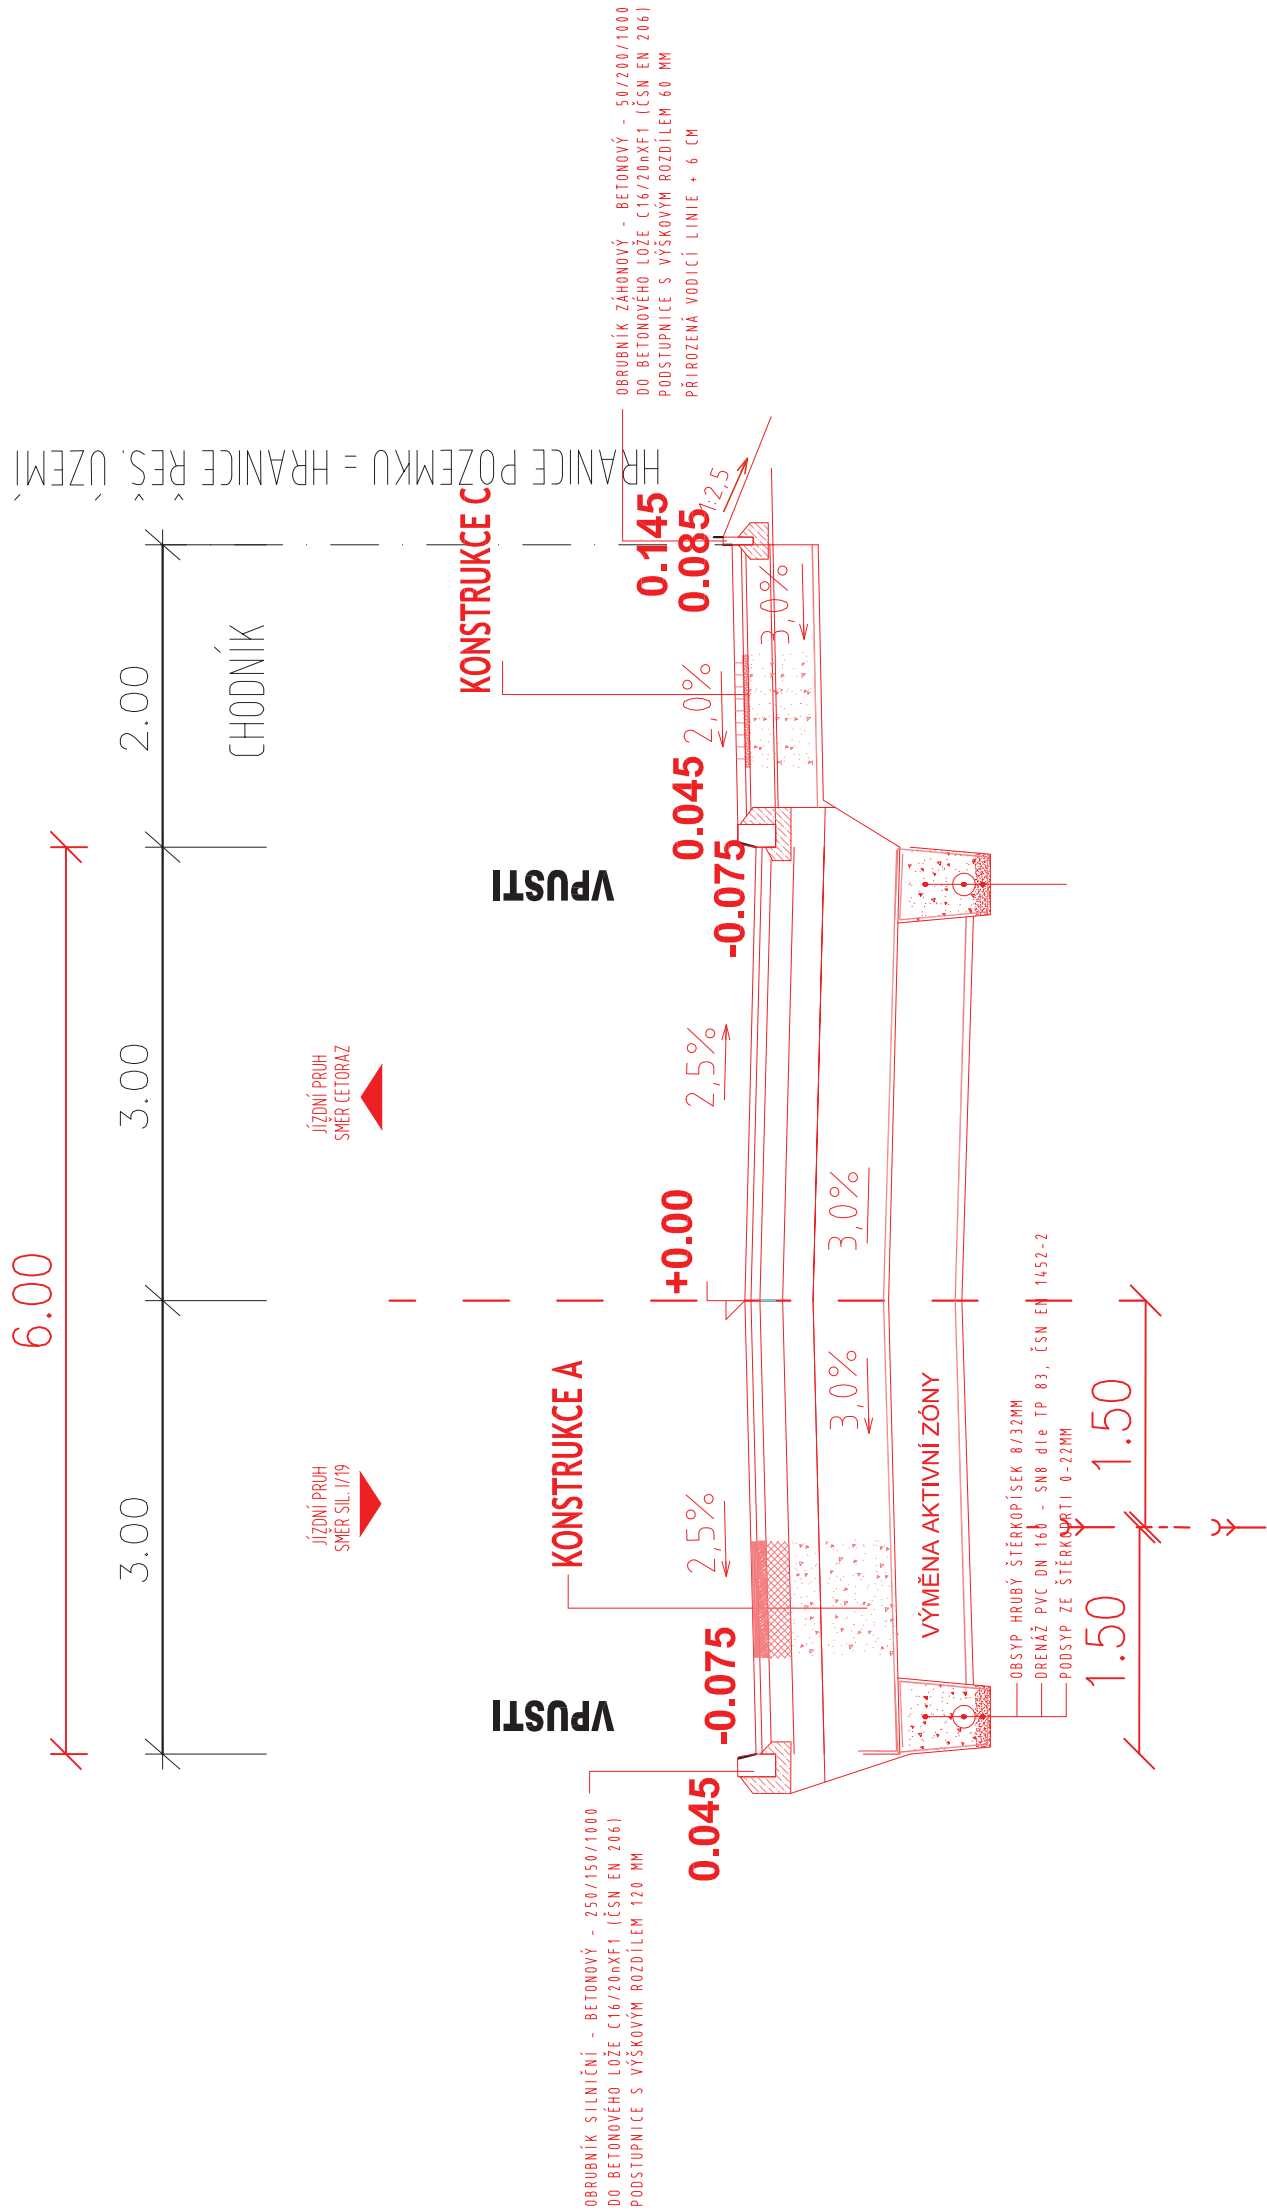 6.00
3.00
3.00
2.00
CHODNÍK
HRANICE POZEMKU = HRANICE ŘEŠ. ÚZEMÍ
JÍZDNÍ PRUH
SMĚR SIL. I/19
JÍZDNÍ PRUH
SMĚR CETORAZ
VPUSTI
VPUSTI
KONSTRUKCE A
KONSTRUKCE C
OBRUBNÍK SILNIČNÍ - BETONOVÝ - 250/150/1000
DO BETONOVÉHO LOŽE C16/20nXF1 (ČSN EN 206)
PODSTUPNICE S VÝŠKOVÝM ROZDÍLEM 120 MM
OBRUBNÍK ZÁHONOVÝ - BETONOVÝ - 50/200/1000
DO BETONOVÉHO LOŽE C16/20nXF1 (ČSN EN 206)
PODSTUPNICE S VÝŠKOVÝM ROZDÍLEM 60 MM
PŘIROZENÁ VODICÍ LINIE + 6 CM
0.045
-0.075
+0.00
-0.075
0.045
0.145
0.085
2,5%
2,5%
2,0%
1:2,5
3,0%
3,0%
3,0%
VÝMĚNA AKTIVNÍ ZÓNY
OBSYP HRUBÝ ŠTĚRKOPÍSEK 8/32MM
DRENÁŽ PVC DN 160 - SN8 dle TP 83, ČSN EN 1452-2
PODSYP ZE ŠTĚRKODRTI 0-22MM
1.50
1.50